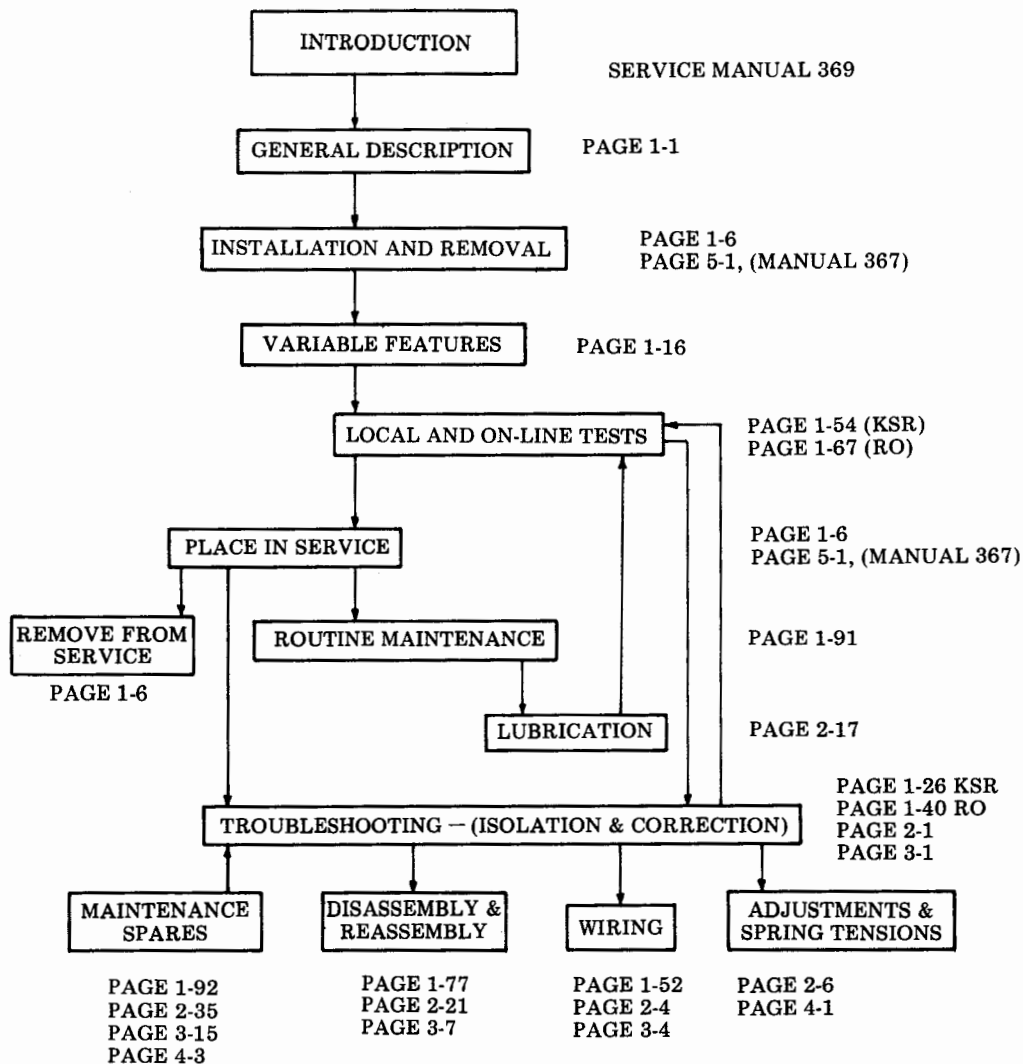 INTRODUCTION
SERVICE MANUAL 369
GENERAL DESCRIPTION
PAGE 1-1
INSTALLATION AND REMOVAL
PAGE 1-6
PAGE 5-1, (MANUAL 367)
VARIABLE FEATURES
PAGE 1-16
LOCAL AND ON-LINE TESTS
PAGE 1-54 (KSR)
PAGE 1-67 (RO)
PLACE IN SERVICE
PAGE 1-6
PAGE 5-1, (MANUAL 367)
REMOVE FROM
SERVICE
PAGE 1-6
ROUTINE MAINTENANCE
PAGE 1-91
LUBRICATION
PAGE 2-17
TROUBLESHOOTING — (ISOLATION & CORRECTION)
PAGE 1-26 KSR
PAGE 1-40 RO
PAGE 2-1
PAGE 3-1
MAINTENANCE
SPARES
PAGE 1-92
PAGE 2-35
PAGE 3-15
PAGE 4-3
DISASSEMBLY &
REASSEMBLY
PAGE 1-77
PAGE 2-21
PAGE 3-7
WIRING
PAGE 1-52
PAGE 2-4
PAGE 3-4
ADJUSTMENTS &
SPRING TENSIONS
PAGE 2-6
PAGE 4-1